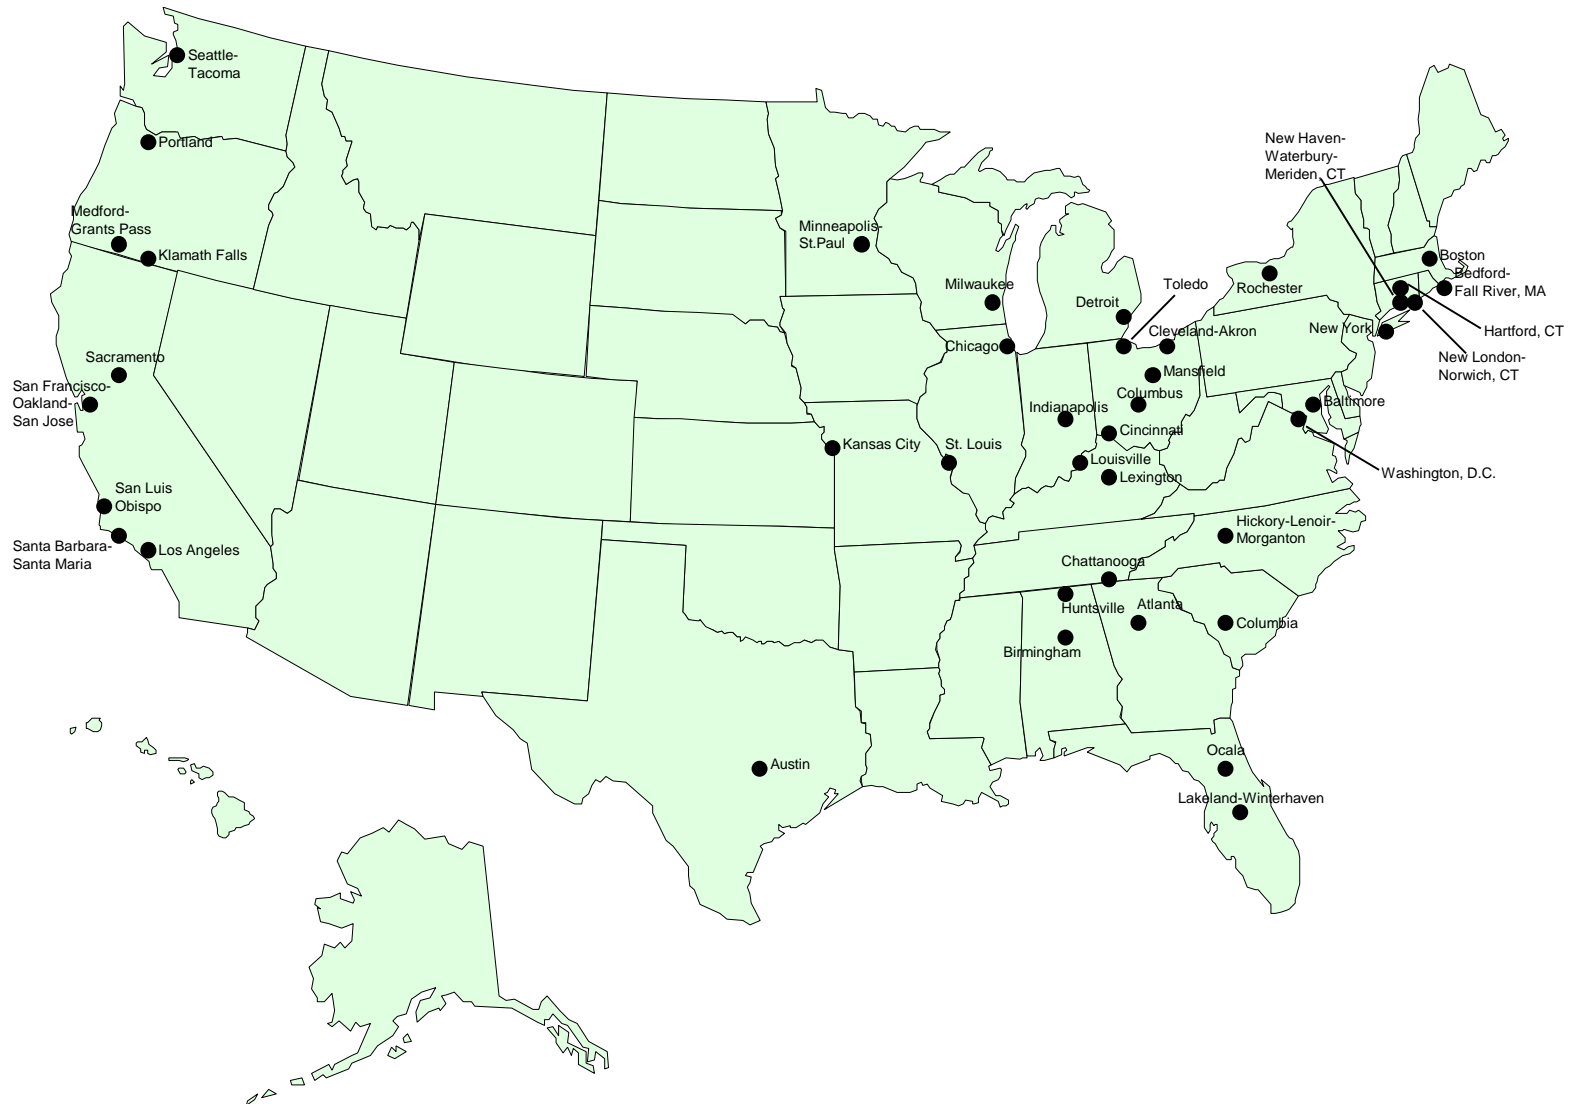 Seattle-
Tacoma
Portland
Medford-
Grants Pass
Klamath Falls
Sacramento
San Francisco-
Oakland-
San Jose
San Luis
Obispo
Santa Barbara-
Santa Maria
Los Angeles
Minneapolis-
St.Paul
Milwaukee
Chicago
Detroit
Toledo
Cleveland-Akron
Mansfield
Columbus
Indianapolis
Cincinnati
Kansas City
St. Louis
Louisville
Lexington
New Haven-
Waterbury-
Meriden, CT
Rochester
Boston
Bedford-
Fall River, MA
New York
Hartford, CT
New London-
Norwich, CT
Baltimore
Washington, D.C.
Hickory-Lenoir-
Morganton
Chattanooga
Huntsville
Atlanta
Columbia
Birmingham
Austin
Ocala
Lakeland-Winterhaven